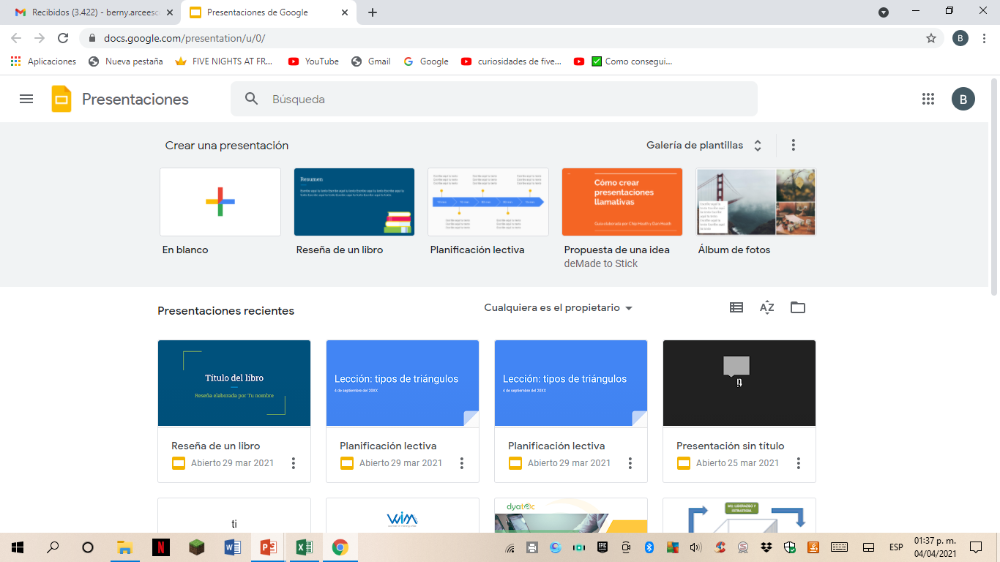 Recibidos (3.422) - berny.arceesc
Presentaciones de Google
docs.google.com/presentation/u/0/
B
Aplicaciones
Nueva pestaña
FIVE NIGHTS AT FR...
YouTube
Gmail
Google
curiosidades de five...
Como consegui...
Presentaciones
Búsqueda
B
Crear una presentación
Galería de plantillas
Resumen
Cómo crear
presentaciones
llamativas
Guía elaborada por Chip Heath y Dan Heath
En blanco
Reseña de un libro
Planificación lectiva
Propuesta de una idea
deMade to Stick
Álbum de fotos
Presentaciones recientes
Cualquiera es el propietario
AZ
Título del libro
Reseña elaborada por Tu nombre
Lección: tipos de triángulos
4 de septiembre del 20XX
Lección: tipos de triángulos
4 de septiembre del 20XX
Reseña de un libro
Abierto 29 mar 2021
Planificación lectiva
Abierto 29 mar 2021
Planificación lectiva
Abierto 29 mar 2021
Presentación sin título
Abierto 25 mar 2021
ti
WIM
dyatoc
ESP
01:37 p. m.
04/04/2021